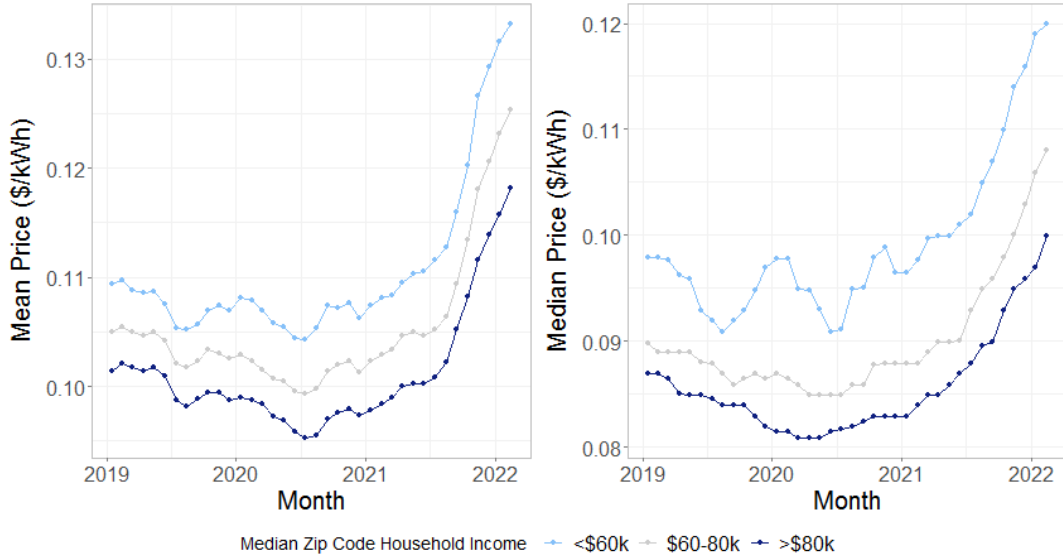 Mean Price ($/kWh)
0.13
0.12
0.11
0.10
2019 2020 2021 2022
Month
Median Price ($/kWh)
0.12
0.11
0.10
0.09
0.08
2019 2020 2021 2022
Month
Median Zip Code Household Income <$60k $60-80k >$80k